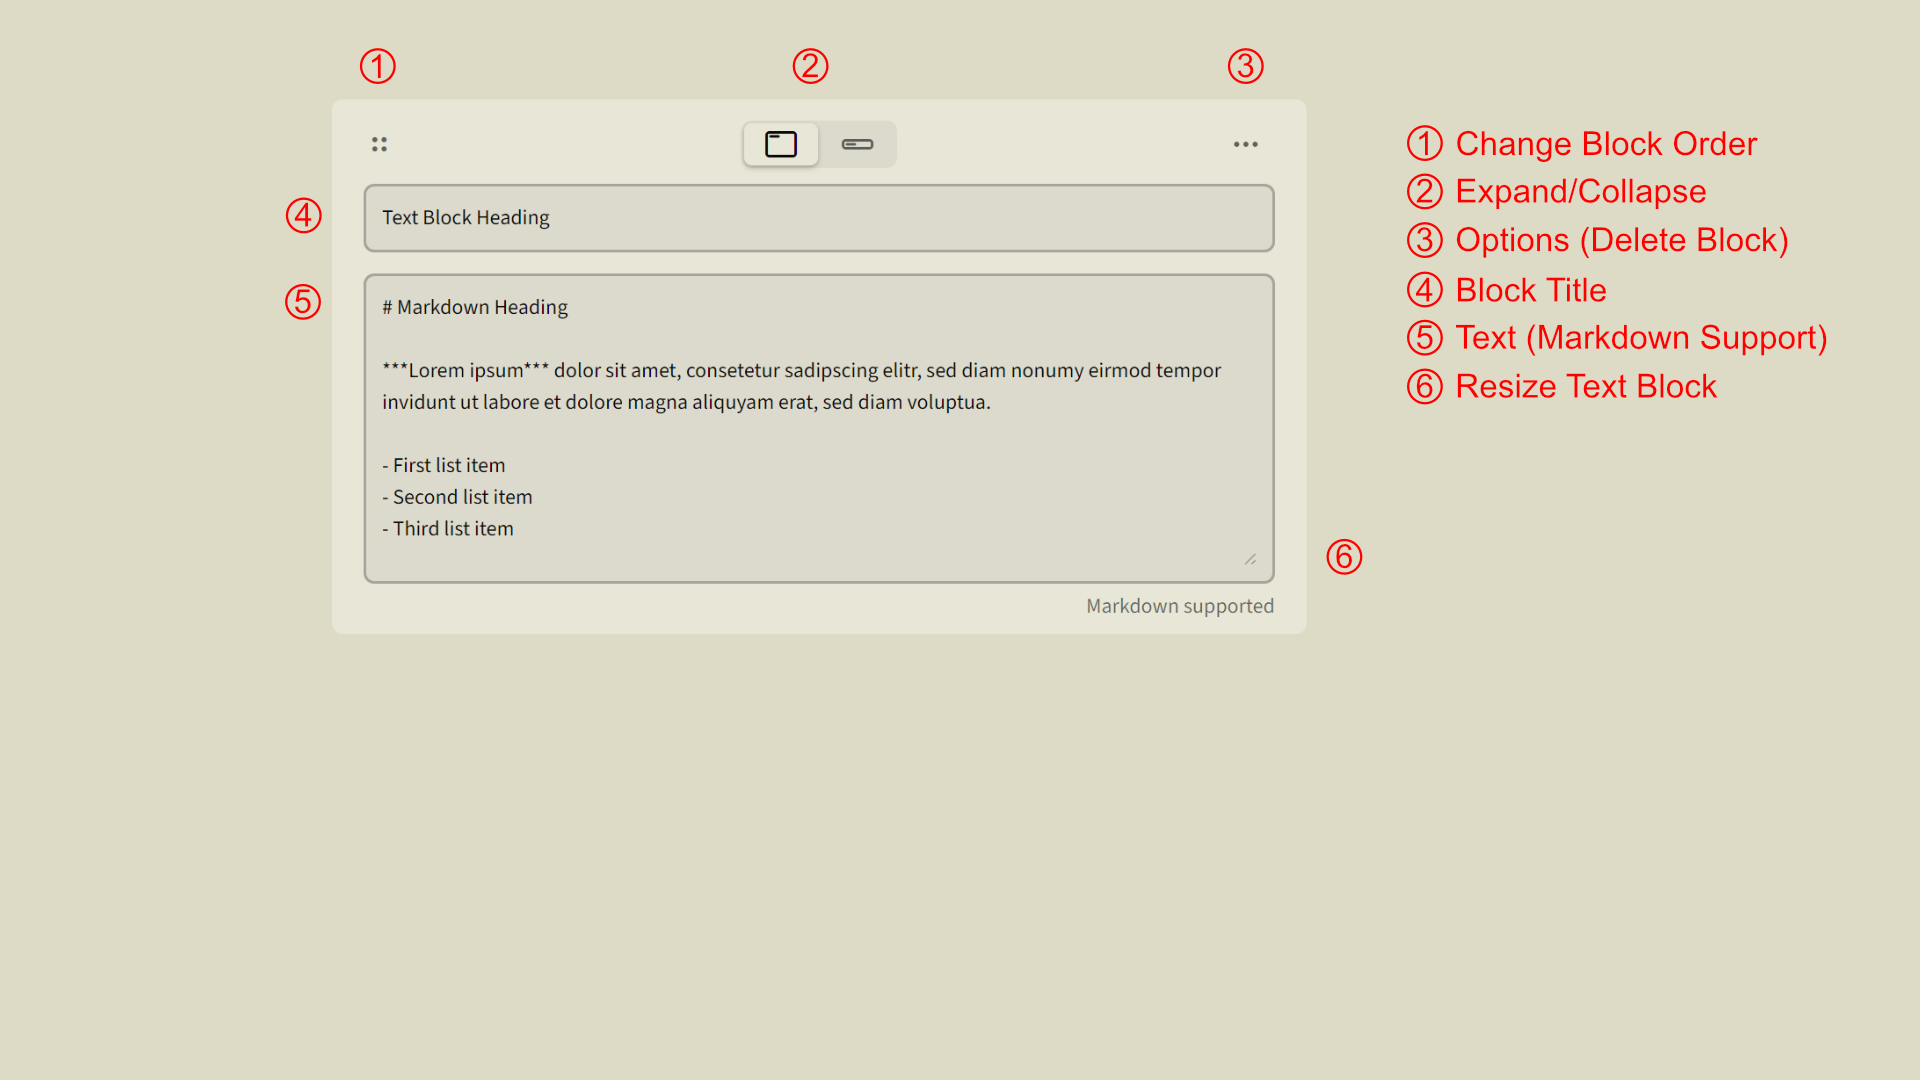 ① ② ③
④ Text Block Heading
⑤ # Markdown Heading
***Lorem ipsum*** dolor sit amet, consetetur sadipscing elitr, sed diam nonumy eirmod tempor
invidunt ut labore et dolore magna aliquyam erat, sed diam voluptua.
- First list item
- Second list item
- Third list item
⑥
Markdown supported
① Change Block Order
② Expand/Collapse
③ Options (Delete Block)
④ Block Title
⑤ Text (Markdown Support)
⑥ Resize Text Block